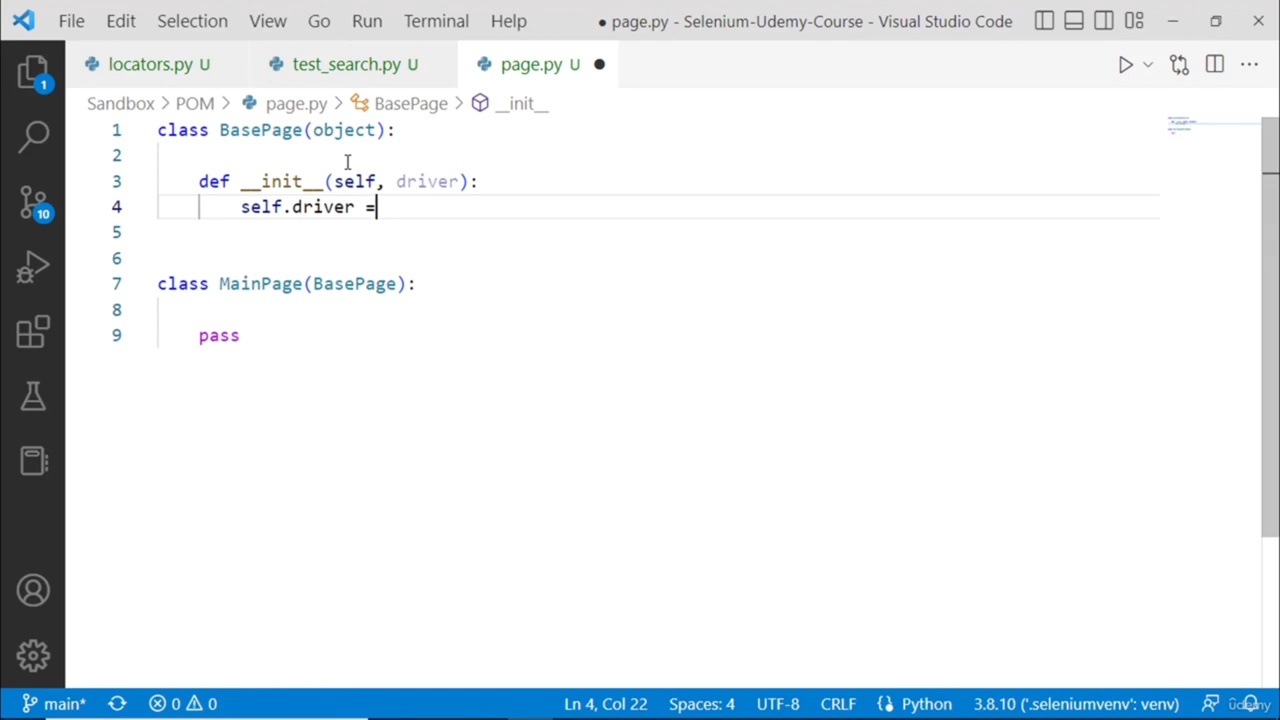 File Edit Selection View Go Run Terminal Help ● page.py - Selenium-Udemy-Course - Visual Studio Code
locators.py U test_search.py U page.py U
Sandbox > POM > page.py > BasePage > __init__
1 class BasePage(object):
2
3 def __init__(self, driver):
4 self.driver =
5
6
7 class MainPage(BasePage):
8
9 pass
1
10
main* 0 0 Ln 4, Col 22 Spaces: 4 UTF-8 CRLF Python 3.8.10 ('.seleniumvenv': venv) udemy